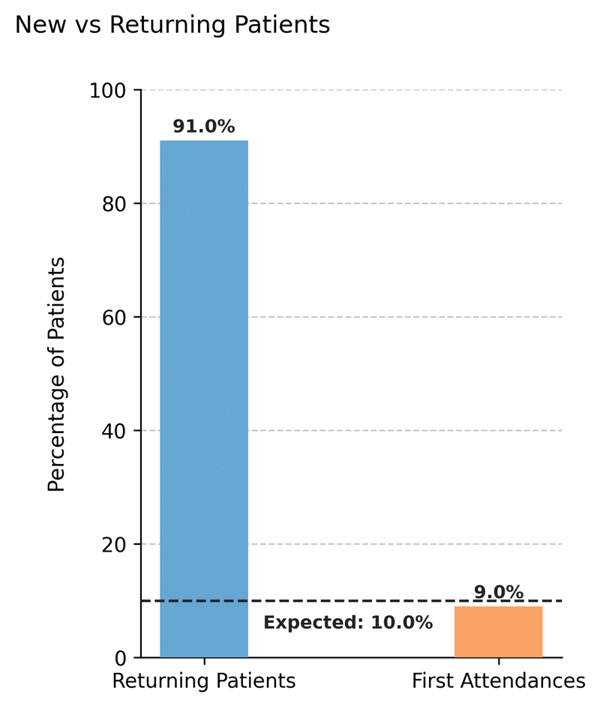 New vs Returning Patients
100
91.0%
80
Percentage of Patients
60
40
20
9.0%
Expected: 10.0%
0
Returning Patients
First Attendances